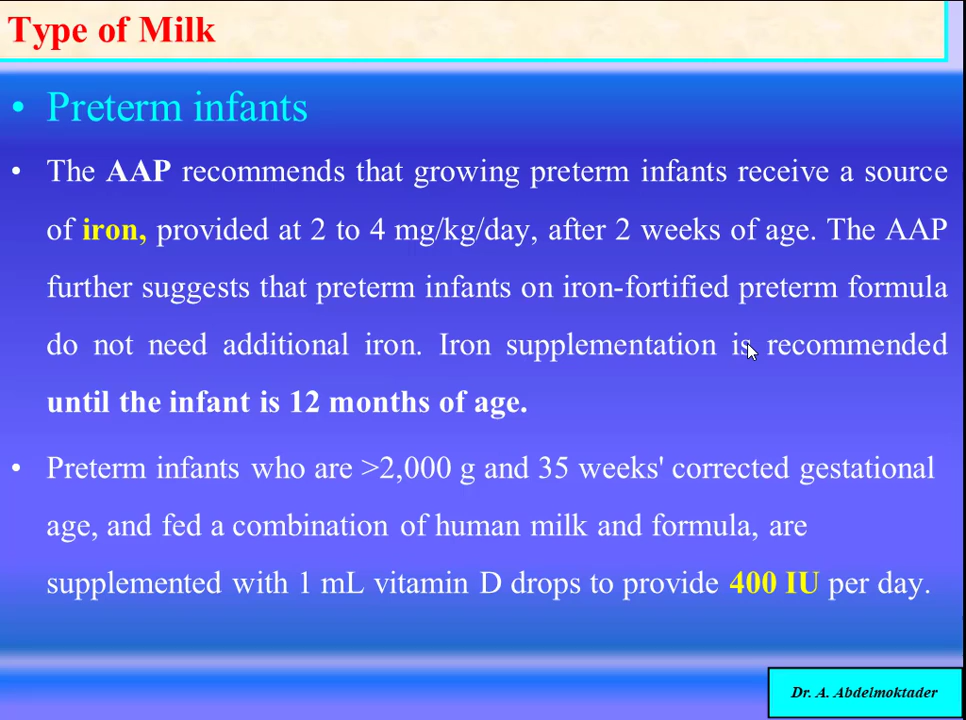 Type of Milk
• Preterm infants
• The AAP recommends that growing preterm infants receive a source
of iron, provided at 2 to 4 mg/kg/day, after 2 weeks of age. The AAP
further suggests that preterm infants on iron-fortified preterm formula
do not need additional iron. Iron supplementation is recommended
until the infant is 12 months of age.
• Preterm infants who are >2,000 g and 35 weeks' corrected gestational
age, and fed a combination of human milk and formula, are
supplemented with 1 mL vitamin D drops to provide 400 IU per day.
Dr. A. Abdelmoktader